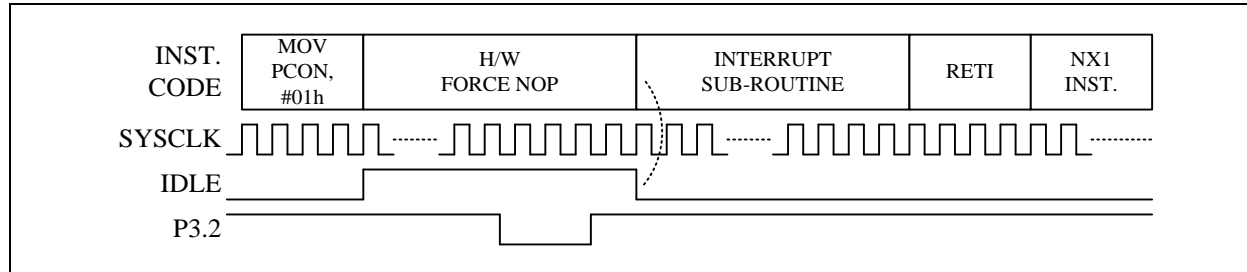 INST.
CODE
MOV
PCON,
#01h
H/W
FORCE NOP
INTERRUPT
SUB-ROUTINE
RETI
NX1
INST.
SYSCLK
IDLE
P3.2